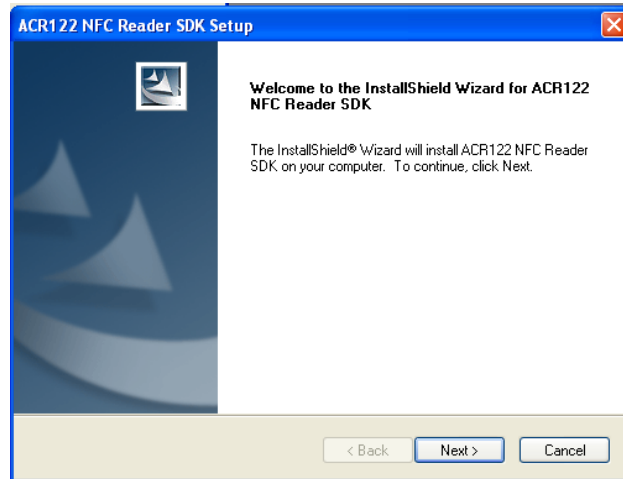 ACR122 NFC Reader SDK Setup
Welcome to the InstallShield Wizard for ACR122
NFC Reader SDK
The InstallShield® Wizard will install ACR122 NFC Reader
SDK on your computer. To continue, click Next.
< Back
Next >
Cancel